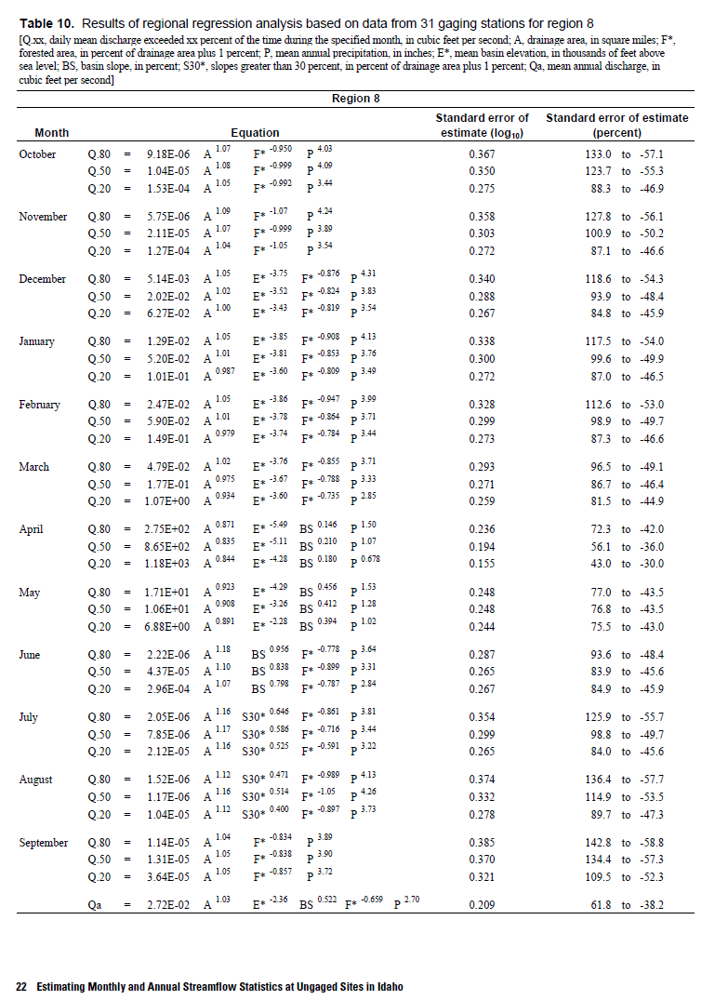 Table 10. Results of regional regression analysis based on data from 31 gaging stations for region 8
[Q.xx, daily mean discharge exceeded xx percent of the time during the specified month, in cubic feet per second; A, drainage area, in square miles; F*,
forested area, in percent of drainage area plus 1 percent; P, mean annual precipitation, in inches; E*, mean basin elevation, in thousands of feet above
sea level; BS, basin slope, in percent; S30*, slopes greater than 30 percent, in percent of drainage area plus 1 percent; Qa, mean annual discharge, in
cubic feet per second]
Region 8
Month Equation Standard error of estimate (log10) Standard error of estimate (percent)
October Q.80 = 9.18E-06 A 1.07 F* -0.950 P 4.03 0.367 133.0 to -57.1
Q.50 = 1.04E-05 A 1.08 F* -0.999 P 4.09 0.350 123.7 to -55.3
Q.20 = 1.53E-04 A 1.05 F* -0.992 P 3.44 0.275 88.3 to -46.9
November Q.80 = 5.75E-06 A 1.09 F* -1.07 P 4.24 0.358 127.8 to -56.1
Q.50 = 2.11E-05 A 1.07 F* -0.999 P 3.89 0.303 100.9 to -50.2
Q.20 = 1.27E-04 A 1.04 F* -1.05 P 3.54 0.272 87.1 to -46.6
December Q.80 = 5.14E-03 A 1.05 E* -3.75 F* -0.876 P 4.31 0.340 118.6 to -54.3
Q.50 = 2.02E-02 A 1.02 E* -3.52 F* -0.824 P 3.83 0.288 93.9 to -48.4
Q.20 = 6.27E-02 A 1.00 E* -3.43 F* -0.819 P 3.54 0.267 84.8 to -45.9
January Q.80 = 1.29E-02 A 1.05 E* -3.85 F* -0.908 P 4.13 0.338 117.5 to -54.0
Q.50 = 5.20E-02 A 1.01 E* -3.81 F* -0.853 P 3.76 0.300 99.6 to -49.9
Q.20 = 1.01E-01 A 0.987 E* -3.60 F* -0.809 P 3.49 0.272 87.0 to -46.5
February Q.80 = 2.47E-02 A 1.05 E* -3.86 F* -0.947 P 3.99 0.328 112.6 to -53.0
Q.50 = 5.90E-02 A 1.01 E* -3.78 F* -0.864 P 3.71 0.299 98.9 to -49.7
Q.20 = 1.49E-01 A 0.979 E* -3.74 F* -0.784 P 3.44 0.273 87.3 to -46.6
March Q.80 = 4.79E-02 A 1.02 E* -3.76 F* -0.855 P 3.71 0.293 96.5 to -49.1
Q.50 = 1.77E-01 A 0.975 E* -3.67 F* -0.788 P 3.33 0.271 86.7 to -46.4
Q.20 = 1.07E+00 A 0.934 E* -3.60 F* -0.735 P 2.85 0.259 81.5 to -44.9
April Q.80 = 2.75E+02 A 0.871 E* -5.49 BS 0.146 P 1.50 0.236 72.3 to -42.0
Q.50 = 8.65E+02 A 0.835 E* -5.11 BS 0.210 P 1.07 0.194 56.1 to -36.0
Q.20 = 1.18E+03 A 0.844 E* -4.28 BS 0.180 P 0.678 0.155 43.0 to -30.0
May Q.80 = 1.71E+01 A 0.923 E* -4.29 BS 0.456 P 1.53 0.248 77.0 to -43.5
Q.50 = 1.06E+01 A 0.908 E* -3.26 BS 0.412 P 1.28 0.248 76.8 to -43.5
Q.20 = 6.88E+00 A 0.891 E* -2.28 BS 0.394 P 1.02 0.244 75.5 to -43.0
June Q.80 = 2.22E-06 A 1.18 BS 0.956 F* -0.778 P 3.64 0.287 93.6 to -48.4
Q.50 = 4.37E-05 A 1.10 BS 0.838 F* -0.899 P 3.31 0.265 83.9 to -45.6
Q.20 = 2.96E-04 A 1.07 BS 0.798 F* -0.787 P 2.84 0.267 84.9 to -45.9
July Q.80 = 2.05E-06 A 1.16 S30* 0.646 F* -0.861 P 3.81 0.354 125.9 to -55.7
Q.50 = 7.85E-06 A 1.17 S30* 0.586 F* -0.716 P 3.44 0.299 98.8 to -49.7
Q.20 = 2.12E-05 A 1.16 S30* 0.525 F* -0.591 P 3.22 0.265 84.0 to -45.6
August Q.80 = 1.52E-06 A 1.12 S30* 0.471 F* -0.989 P 4.13 0.374 136.4 to -57.7
Q.50 = 1.17E-06 A 1.16 S30* 0.514 F* -1.05 P 4.26 0.332 114.9 to -53.5
Q.20 = 1.04E-05 A 1.12 S30* 0.400 F* -0.897 P 3.73 0.278 89.7 to -47.3
September Q.80 = 1.14E-05 A 1.04 F* -0.834 P 3.89 0.385 142.8 to -58.8
Q.50 = 1.31E-05 A 1.05 F* -0.838 P 3.90 0.370 134.4 to -57.3
Q.20 = 3.64E-05 A 1.05 F* -0.857 P 3.72 0.321 109.5 to -52.3
Qa = 2.72E-02 A 1.03 E* -2.36 BS 0.522 F* -0.659 P 2.70 0.209 61.8 to -38.2
22 Estimating Monthly and Annual Streamflow Statistics at Ungaged Sites in Idaho